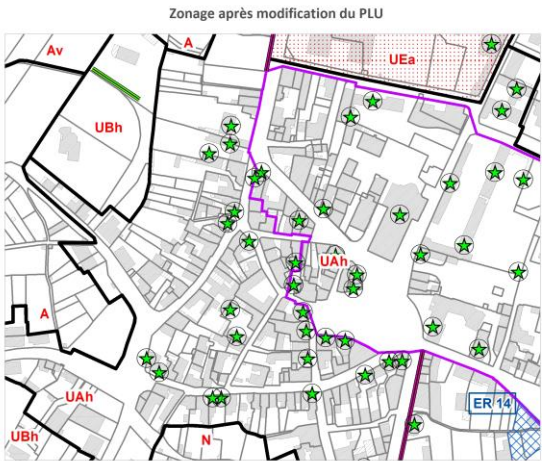 Zonage après modification du PLU
A
Av
UEa
UBh
UAh
A
UAh
ER 14
UBh
N